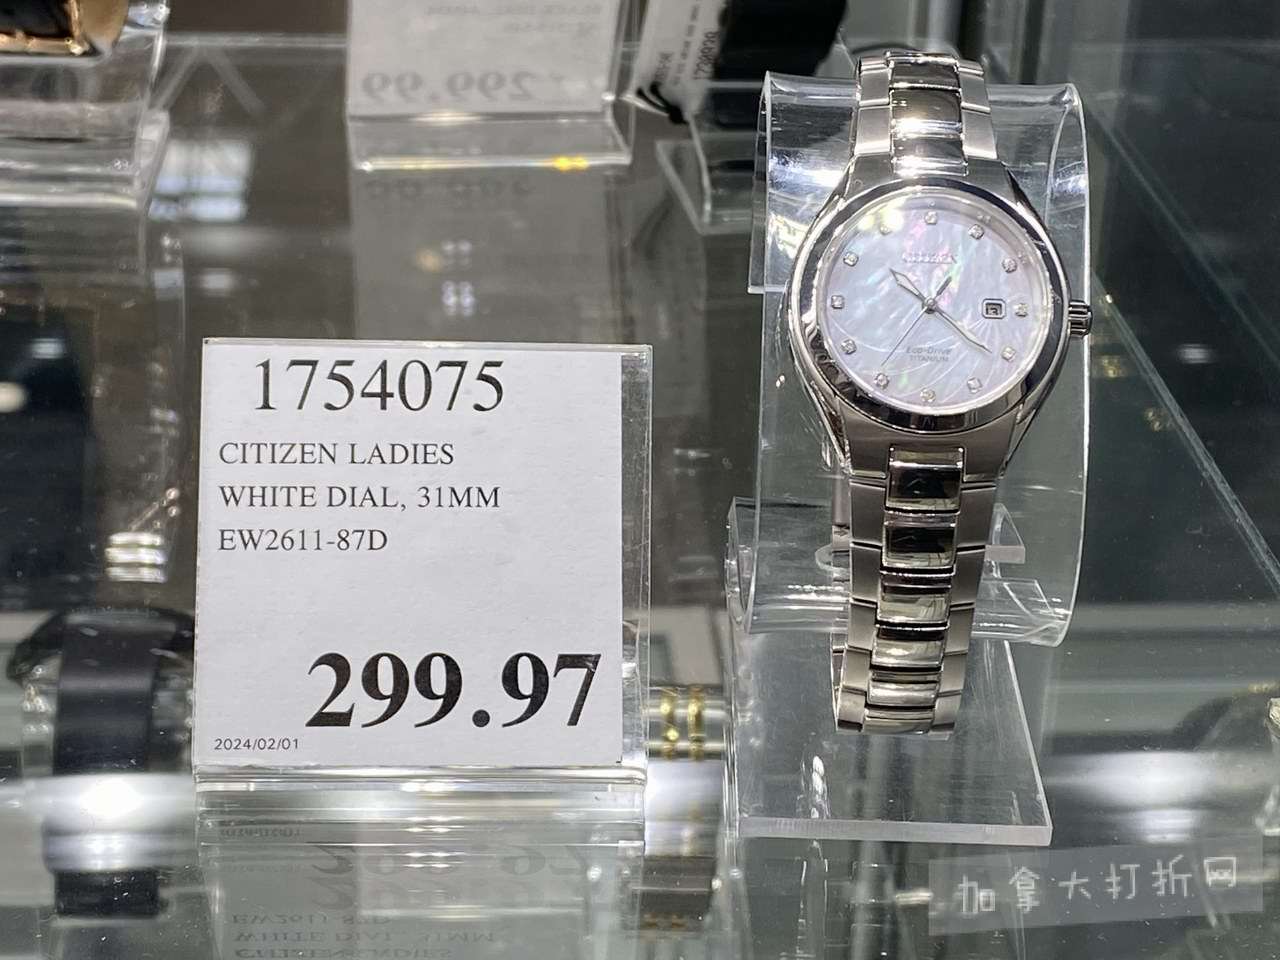 299.99
1754075
CITIZEN LADIES
WHITE DIAL, 31MM
EW2611-87D
299.97
2024/02/01
CITIZEN
Eco-Drive
TITANIUM
加拿大打折网